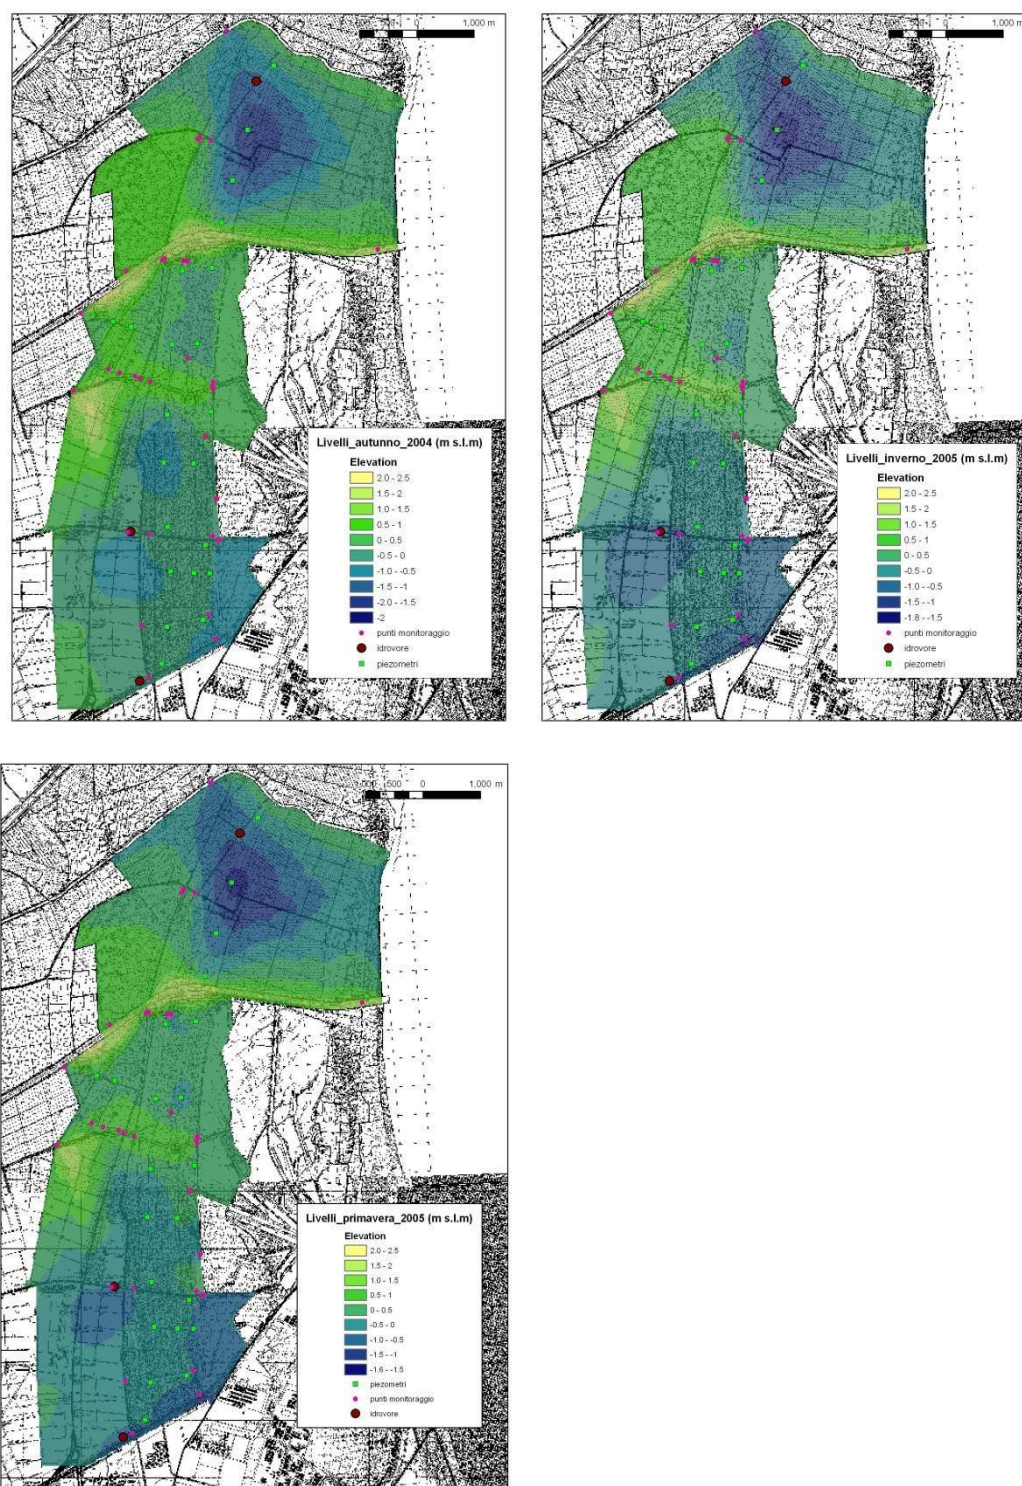 500 0 1,000 m
Livelli_autunno_2004 (m s.l.m)
Elevation
2.0 - 2.5
1.5 - 2
1.0 - 1.5
0.5 - 1
0 - 0.5
-0.5 - 0
-1.0 - -0.5
-1.5 - -1
-2.0 - -1.5
-2
punti monitoraggio
idrovore
piezometri
0 1,000 m
Livelli_inverno_2005 (m s.l.m)
Elevation
2.0 - 2.5
1.5 - 2
1.0 - 1.5
0.5 - 1
0 - 0.5
-0.5 - 0
-1.0 - -0.5
-1.5 - -1
-1.8 - -1.5
punti monitoraggio
idrovore
piezometri
1,000 500 0 1,000 m
Livelli_primavera_2005 (m s.l.m)
Elevation
2.0 - 2.5
1.5 - 2
1.0 - 1.5
0.5 - 1
0 - 0.5
-0.5 - 0
-1.0 - -0.5
-1.5 - -1
-1.6 - -1.5
piezometri
punti monitoraggio
idrovore